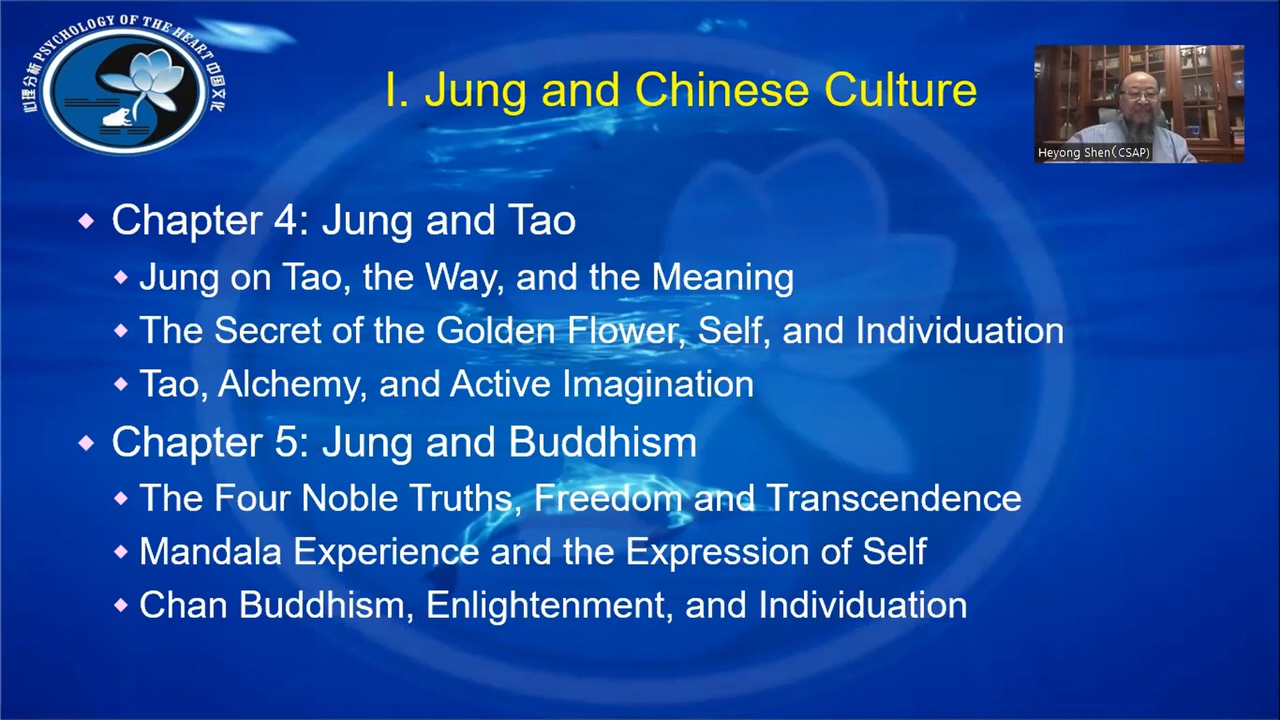 心理分析 PSYCHOLOGY OF THE HEART 中国文化
I. Jung and Chinese Culture
Heyong Shen(CSAP)
Chapter 4: Jung and Tao
Jung on Tao, the Way, and the Meaning
The Secret of the Golden Flower, Self, and Individuation
Tao, Alchemy, and Active Imagination
Chapter 5: Jung and Buddhism
The Four Noble Truths, Freedom and Transcendence
Mandala Experience and the Expression of Self
Chan Buddhism, Enlightenment, and Individuation